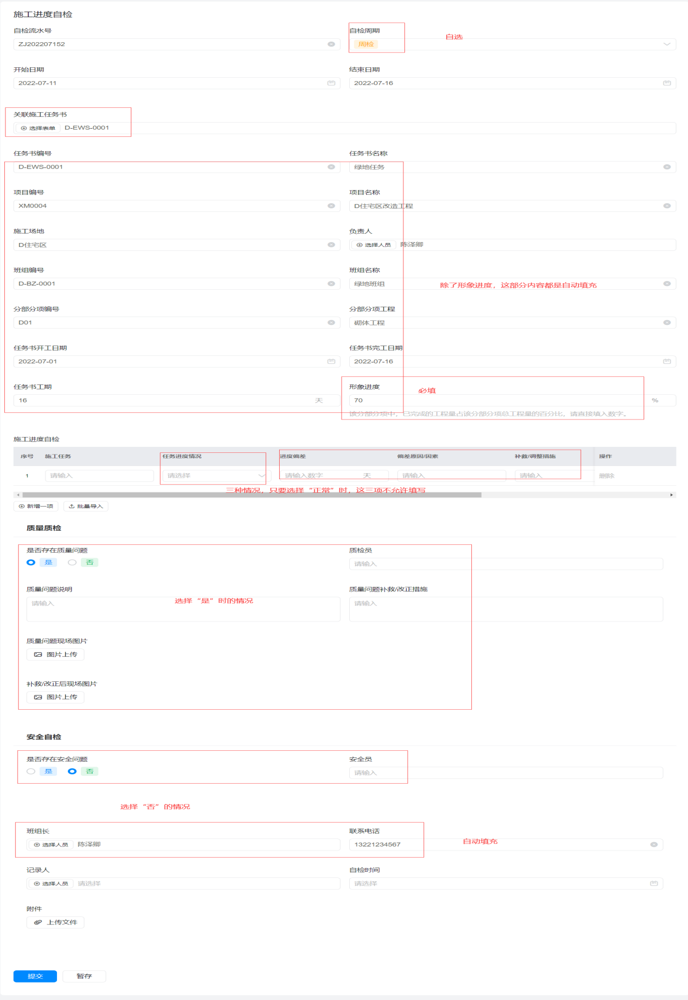 施工进度自检
自检流水号 自检周期
自选
ZJ202207152 周检
开始日期 结束日期
2022-07-11 2022-07-16
关联施工任务书
选择表单 D-EWS-0001
任务书编号 任务书名称
D-EWS-0001 绿地任务
项目编号 项目名称
XM0004 D住宅区改造工程
施工场地 负责人
D住宅区 选择人员 陈泽卿
班组编号 班组名称
D-BZ-0001 绿地班组 除了形象进度，这部分内容都是自动填充
分部分项编号 分部分项工程
D01 砌体工程
任务书开工日期 任务书完工日期
2022-07-01 2022-07-16
任务书工期 形象进度
必填
16 天 70 %
该分部分项中，已完成的工程量占该分部分项总工程量的百分比，请直接填入数字。
施工进度自检
序号 施工任务 任务进度情况 进度偏差 偏差原因/因素 补救/调整措施 操作
1 请输入 请选择 请输入数字 天 请输入 请输入 删除
三种情况，只要选择“正常”时，这三项不允许填写
新增一项 批量导入
质量质检
是否存在质量问题 质检员
是 否 请输入
质量问题说明 质量问题补救/改正措施
请输入 选择“是”时的情况 请输入
质量问题现场图片
图片上传
补救/改正后现场图片
图片上传
安全自检
是否存在安全问题 安全员
是 否 请输入
选择“否”的情况
班组长 联系电话
选择人员 陈泽卿 13221234567 自动填充
记录人 自检时间
选择人员 请选择 请选择
附件
上传文件
提交 暂存